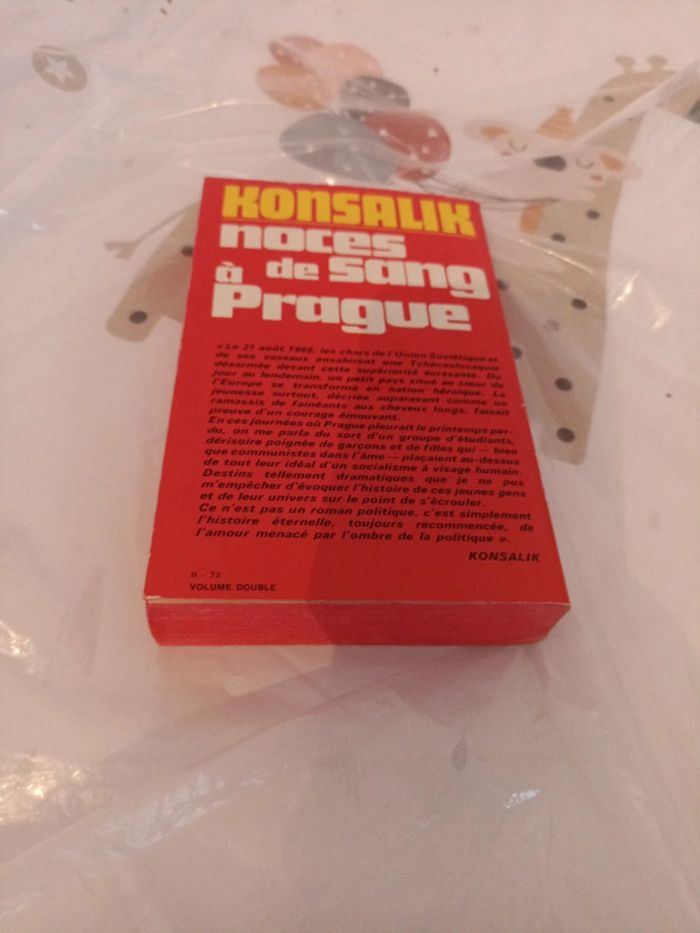 KONSALIK
noces
à de sang
Prague
« Le 21 août 1968, les chars de l'Union Soviétique et
de ses vassaux envahirent une Tchécoslovaquie
désarmée devant cette supériorité écrasante. Du
jour au lendemain, un petit pays situé au cœur de
l'Europe se transforma en nation héroïque. La
jeunesse surtout, décriée auparavant comme un
ramassis de fainéants aux cheveux longs, faisait
preuve d'un courage émouvant.
En ces journées où Prague pleurait le printemps per-
du, on me parla du sort d'un groupe d'étudiants,
dérisoire poignée de garçons et de filles qui — bien
que communistes dans l'âme — plaçaient au-dessus
de tout leur idéal d'un socialisme à visage humain.
Destins tellement dramatiques que je ne pus
m'empêcher d'évoquer l'histoire de ces jeunes gens
et de leur univers sur le point de s'écrouler.
Ce n'est pas un roman politique, c'est simplement
l'histoire éternelle, toujours recommencée, de
l'amour menacé par l'ombre de la politique ».
KONSALIK
II - 72
VOLUME DOUBLE